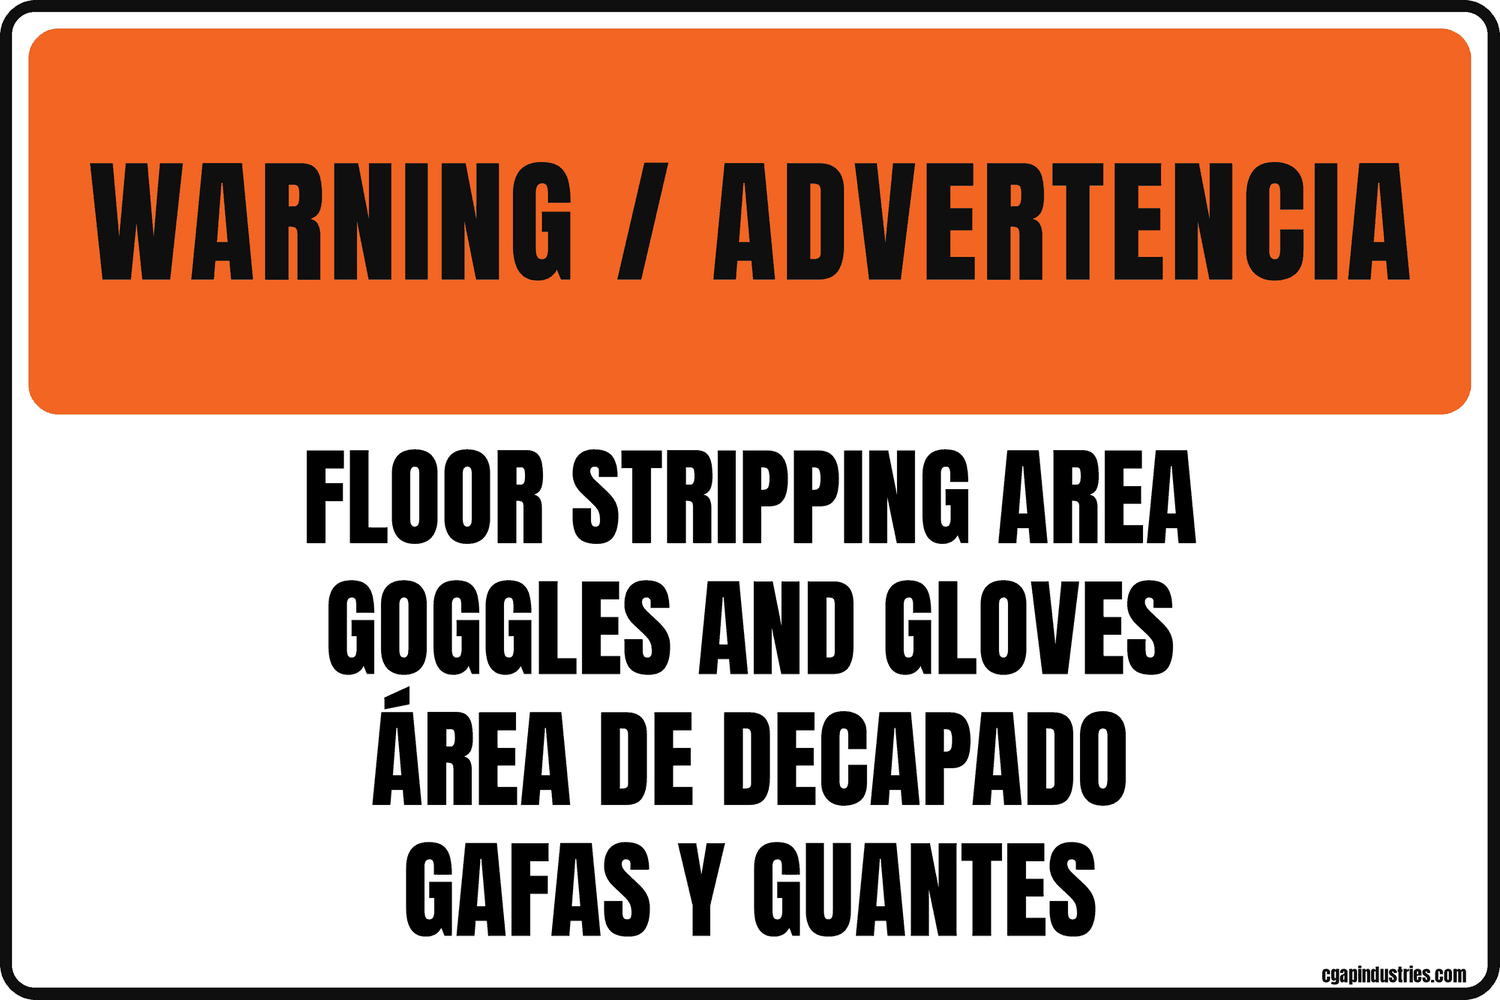 WARNING / ADVERTENCIA
FLOOR STRIPPING AREA
GOGGLES AND GLOVES
ÁREA DE DECAPADO
GAFAS Y GUANTES
cgapindustries.com